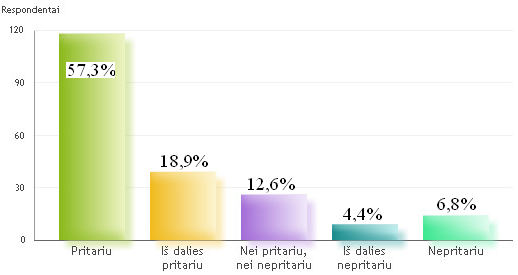 Respondentai
120
90
60
30
0
57,3%
18,9%
12,6%
4,4%
6,8%
Pritariu
Iš dalies
pritariu
Nei pritariu,
nei nepritariu
Iš dalies
nepritariu
Nepritariu